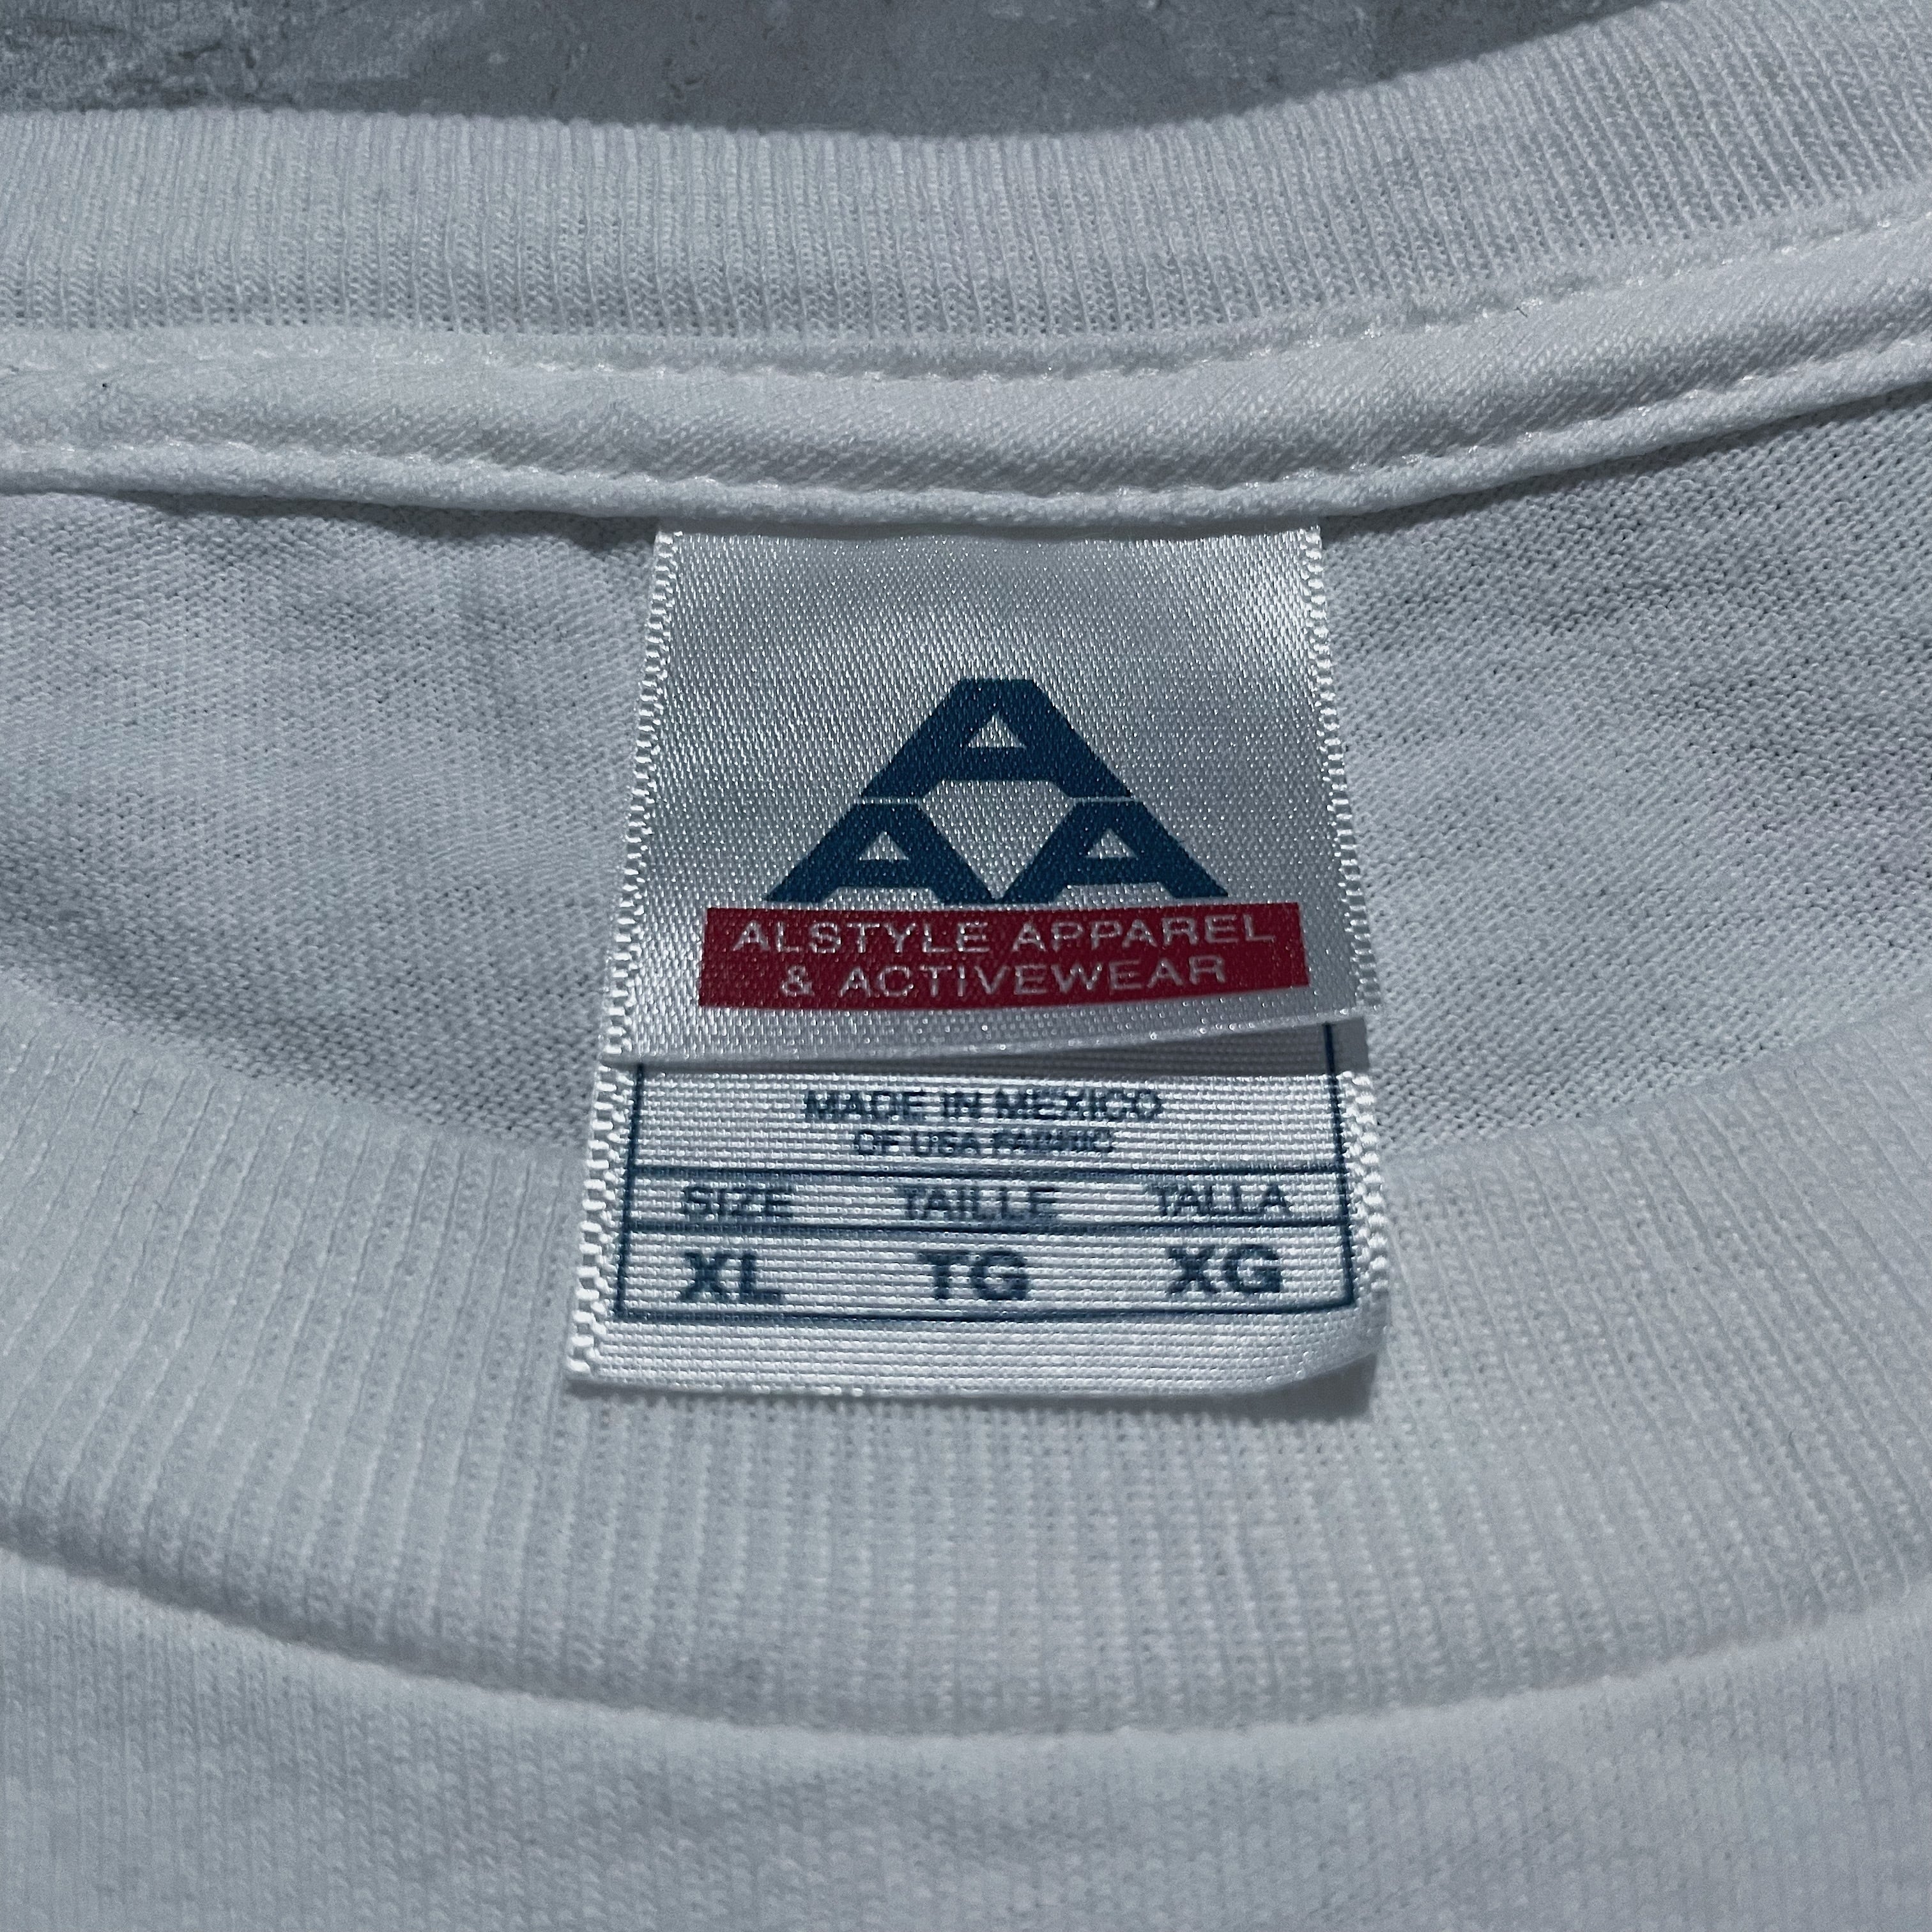 A
A A
ALSTYLE APPAREL
& ACTIVEWEAR
MADE IN MEXICO
OF USA FABRIC
SIZE TAILLE TALLA
XL TG XG